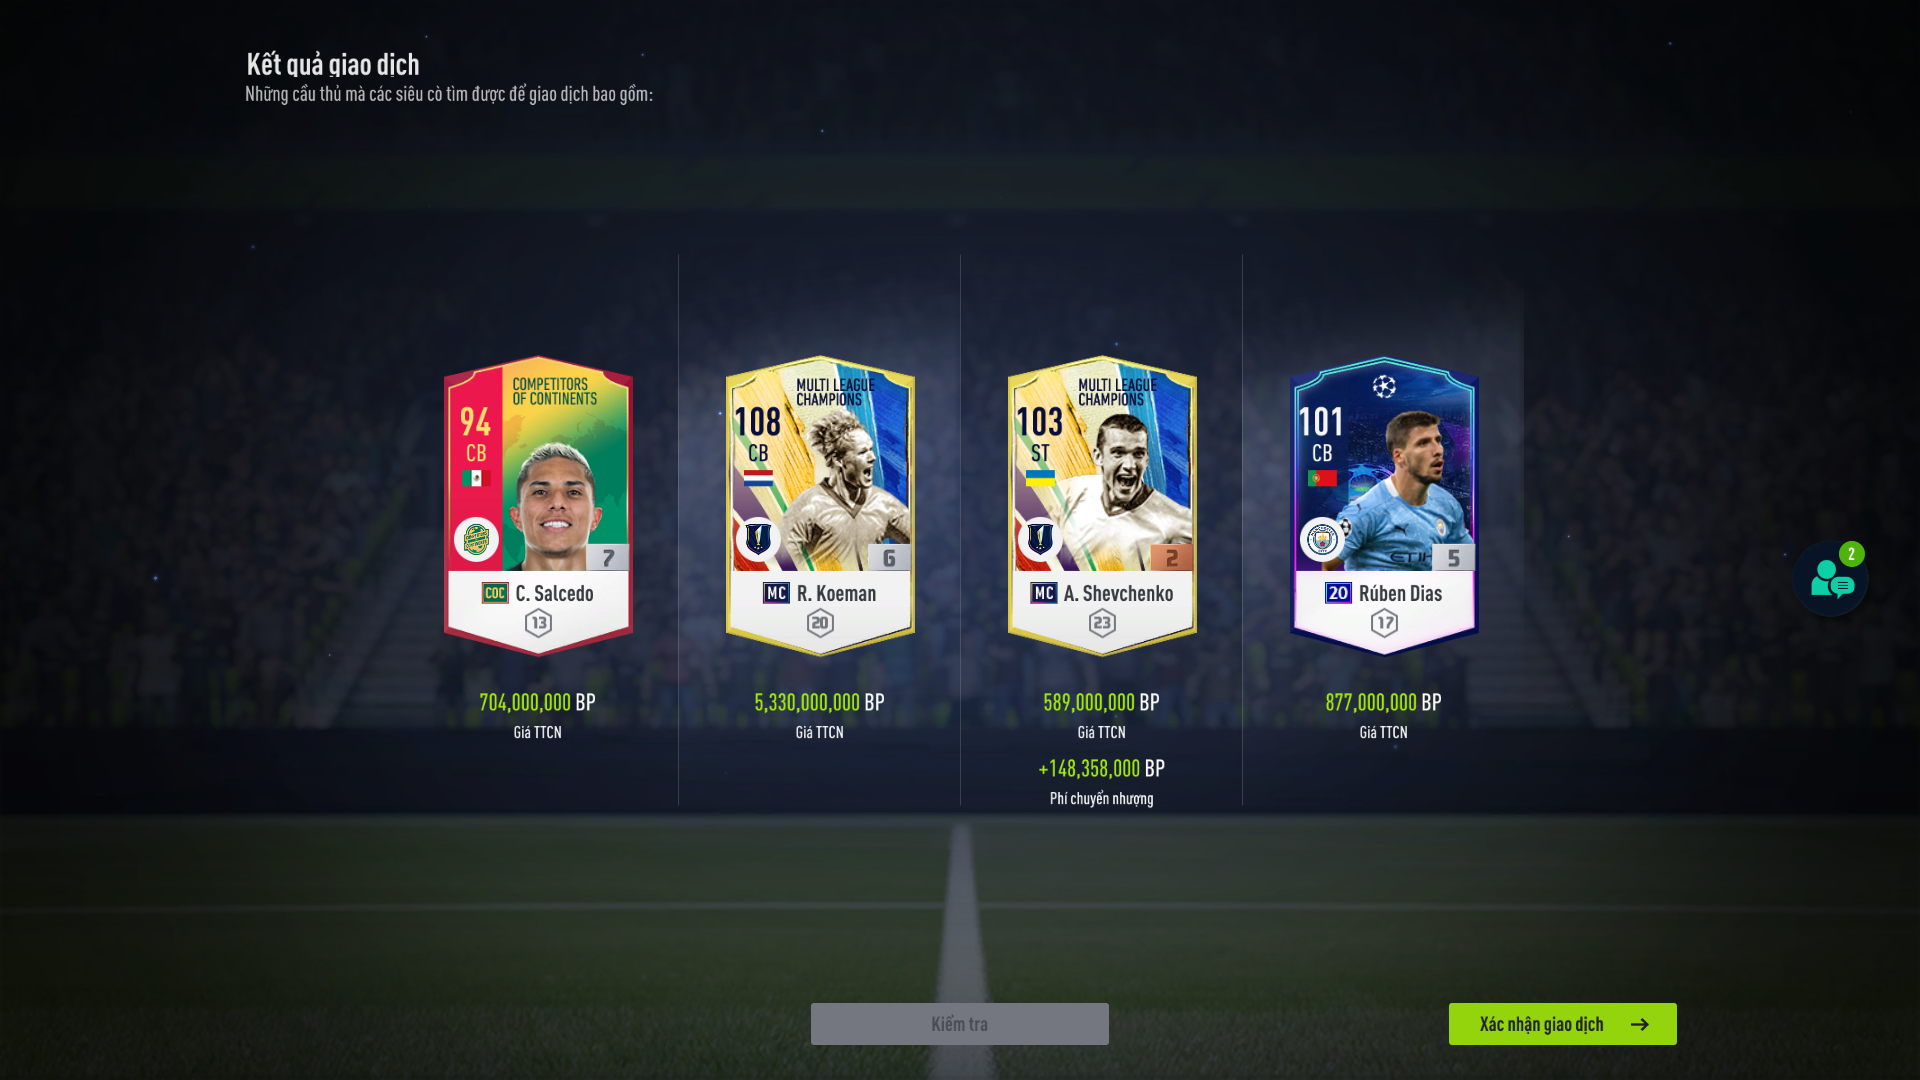 Kết quả giao dịch
Những cầu thủ mà các siêu cò tìm được để giao dịch bao gồm:
COMPETITORS
OF CONTINENTS
94
CB
7
COC C. Salcedo
13
704,000,000 BP
Giá TTCN
MULTI LEAGUE
CHAMPIONS
108
CB
6
MC R. Koeman
20
5,330,000,000 BP
Giá TTCN
MULTI LEAGUE
CHAMPIONS
103
ST
2
MC A. Shevchenko
23
589,000,000 BP
Giá TTCN
+148,358,000 BP
Phí chuyển nhượng
101
CB
5
20 Rúben Dias
17
877,000,000 BP
Giá TTCN
2
Kiểm tra
Xác nhận giao dịch